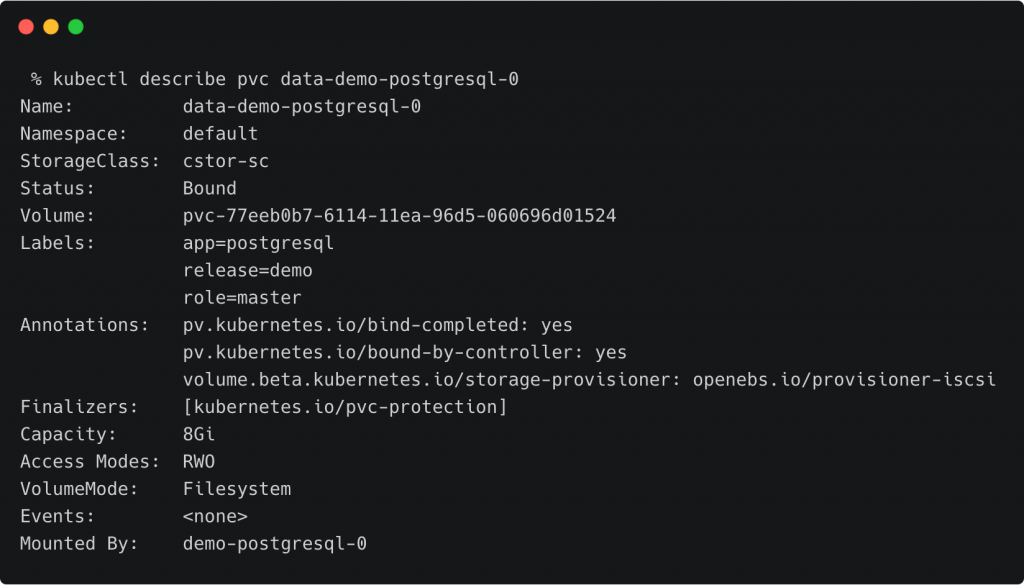 % kubectl describe pvc data-demo-postgresql-0
Name:          data-demo-postgresql-0
Namespace:     default
StorageClass:  cstor-sc
Status:        Bound
Volume:        pvc-77eeb0b7-6114-11ea-96d5-060696d01524
Labels:        app=postgresql
               release=demo
               role=master
Annotations:   pv.kubernetes.io/bind-completed: yes
               pv.kubernetes.io/bound-by-controller: yes
               volume.beta.kubernetes.io/storage-provisioner: openebs.io/provisioner-iscsi
Finalizers:    [kubernetes.io/pvc-protection]
Capacity:      8Gi
Access Modes:  RWO
VolumeMode:    Filesystem
Events:        <none>
Mounted By:    demo-postgresql-0